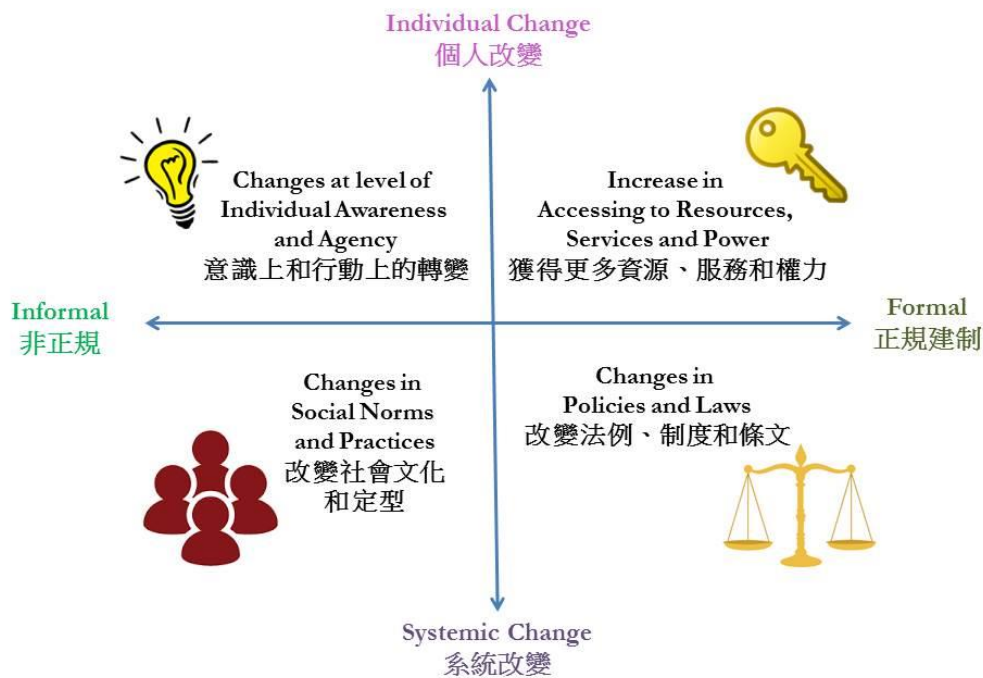 Individual Change
個人改變
Changes at level of
Individual Awareness
and Agency
意識上和行動上的轉變
Increase in
Accessing to Resources,
Services and Power
獲得更多資源、服務和權力
Informal
非正規
Formal
正規建制
Changes in
Social Norms
and Practices
改變社會文化
和定型
Changes in
Policies and Laws
改變法例、制度和條文
Systemic Change
系統改變